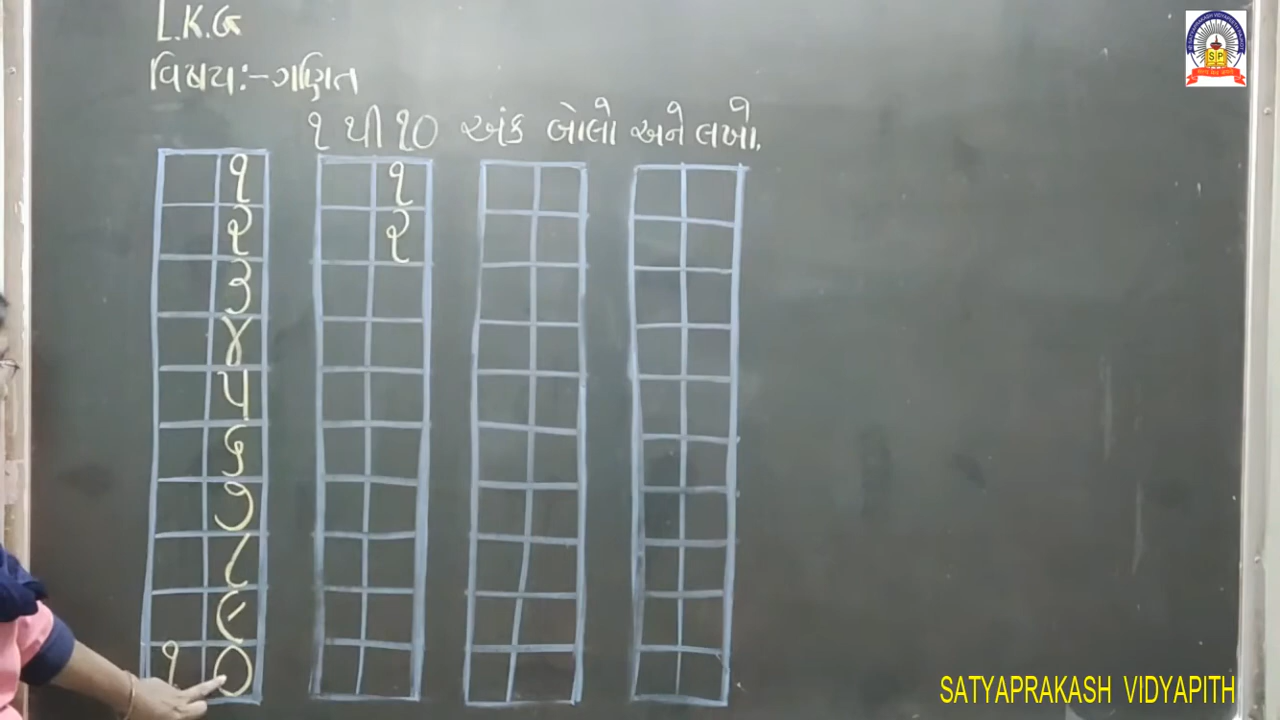 L.K.G
વિષય:- ગણિત
૧ થી ૧૦ અંક બોલો અને લખો.
૧ ૧
૨ ૨
૩
૪
૫
૬
૭
૮
૯
૧૦
SATYAPRAKASH VIDYAPITH